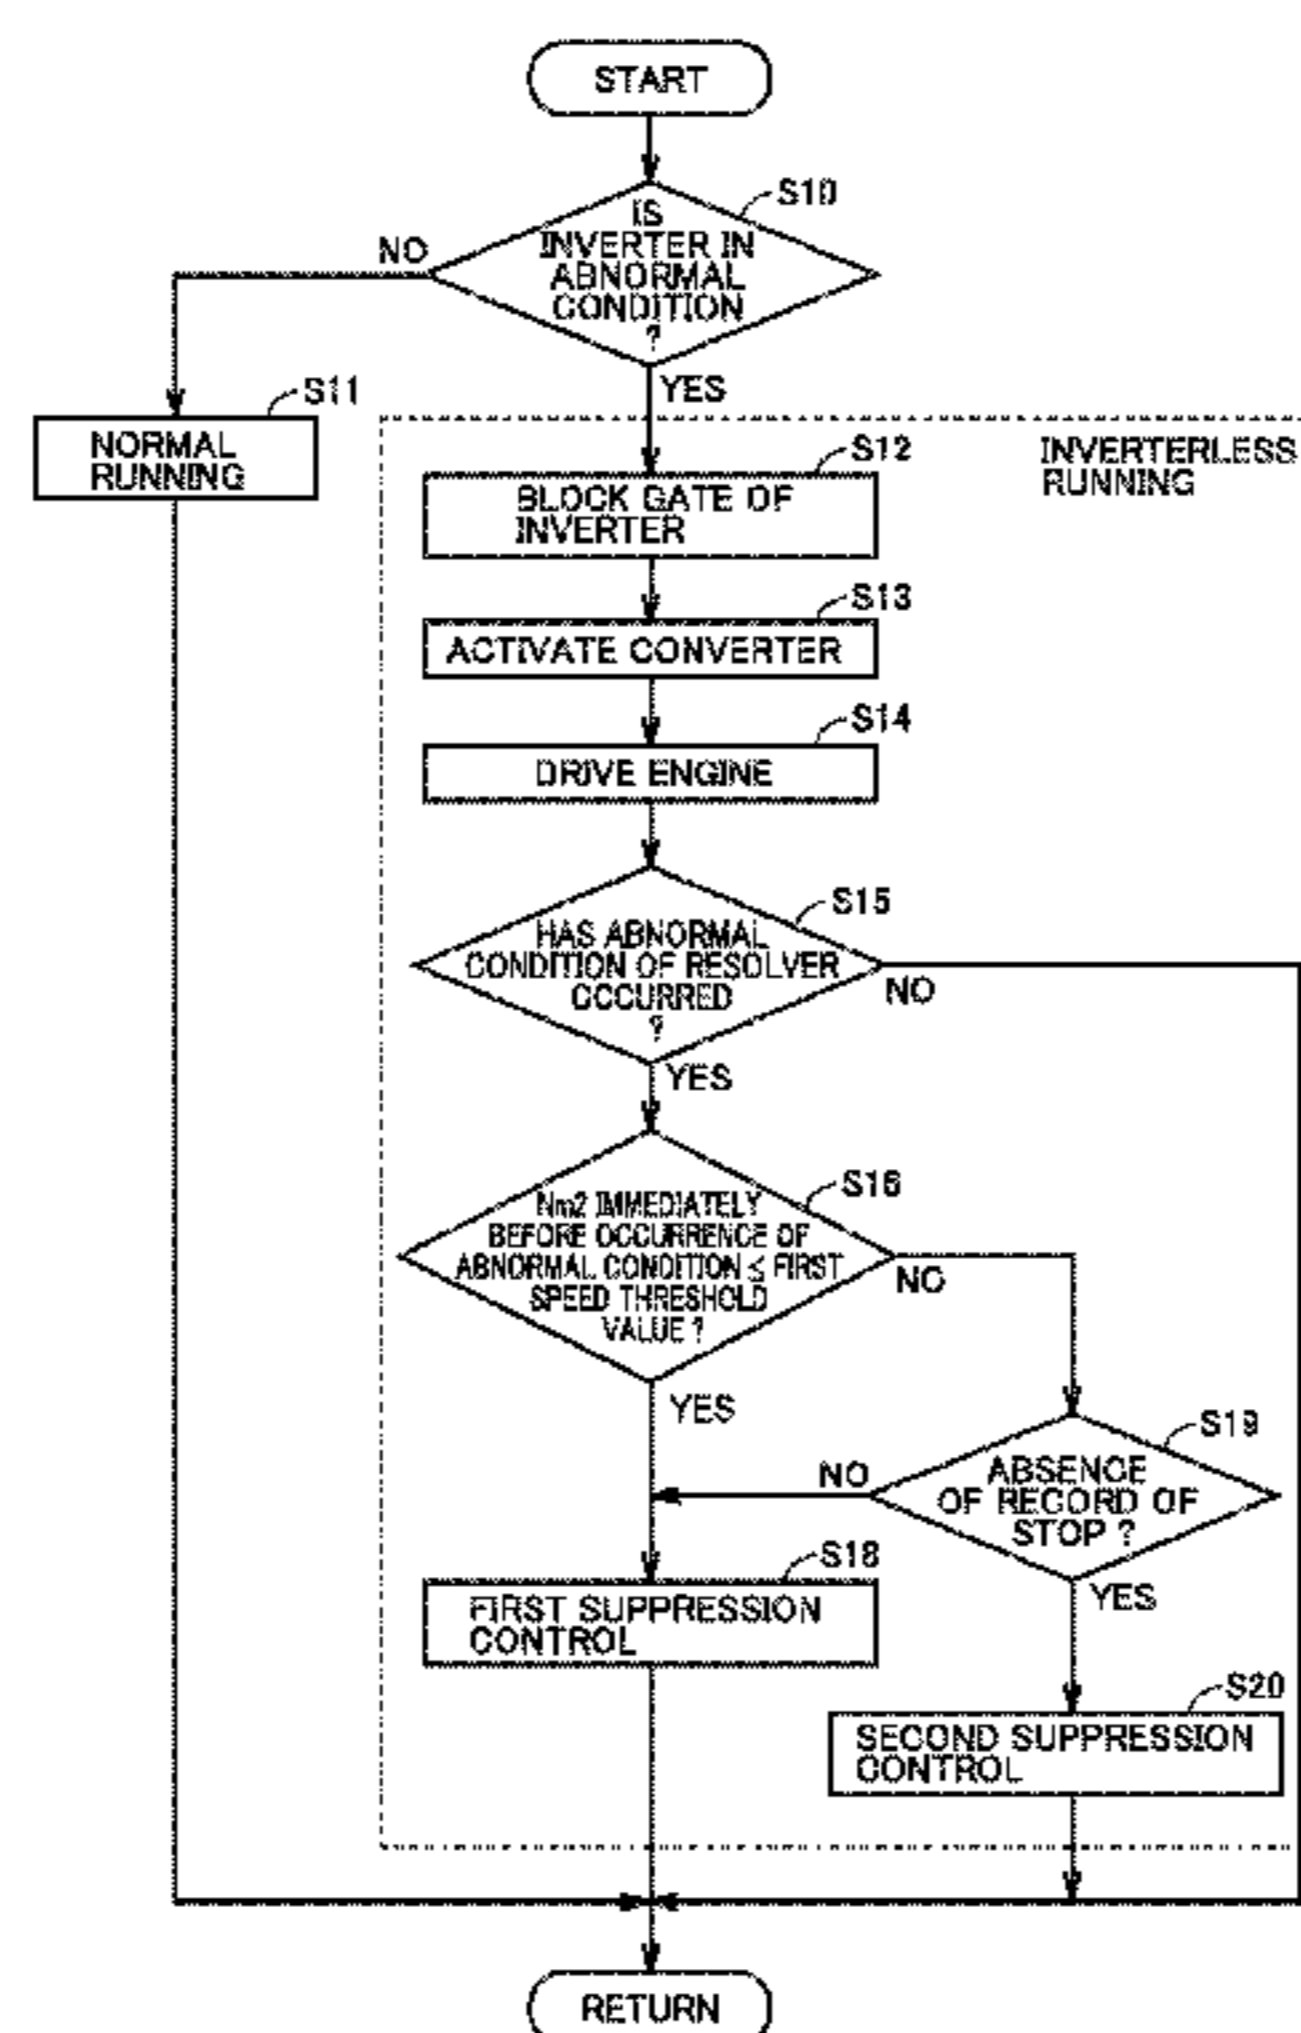 START
S10
IS
INVERTER IN
ABNORMAL
CONDITION
?
NO
YES
S11
NORMAL
RUNNING
INVERTERLESS
RUNNING
S12
BLOCK GATE OF
INVERTER
S13
ACTIVATE CONVERTER
S14
DRIVE ENGINE
S15
HAS ABNORMAL
CONDITION OF RESOLVER
OCCURRED
?
NO
YES
S16
Nm2 IMMEDIATELY
BEFORE OCCURRENCE OF
ABNORMAL CONDITION ≤ FIRST
SPEED THRESHOLD
VALUE ?
NO
YES
S19
ABSENCE
OF RECORD OF
STOP ?
NO
YES
S18
FIRST SUPPRESSION
CONTROL
S20
SECOND SUPPRESSION
CONTROL
RETURN